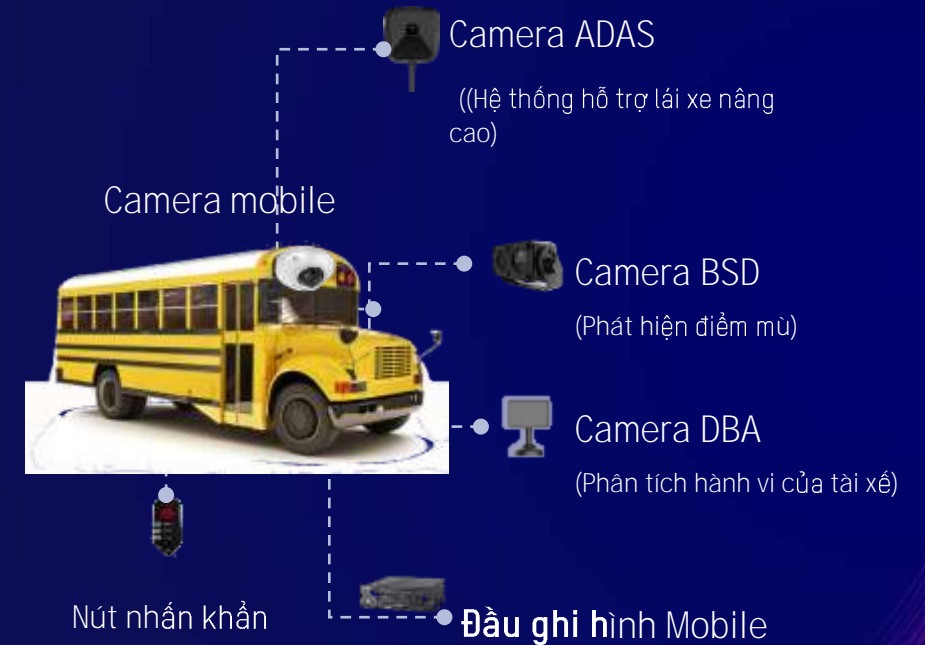 Camera ADAS
((Hệ thống hỗ trợ lái xe nâng
cao)
Camera mobile
Camera BSD
(Phát hiện điểm mù)
Camera DBA
(Phân tích hành vi của tài xế)
Nút nhấn khẩn
Đầu ghi hình Mobile